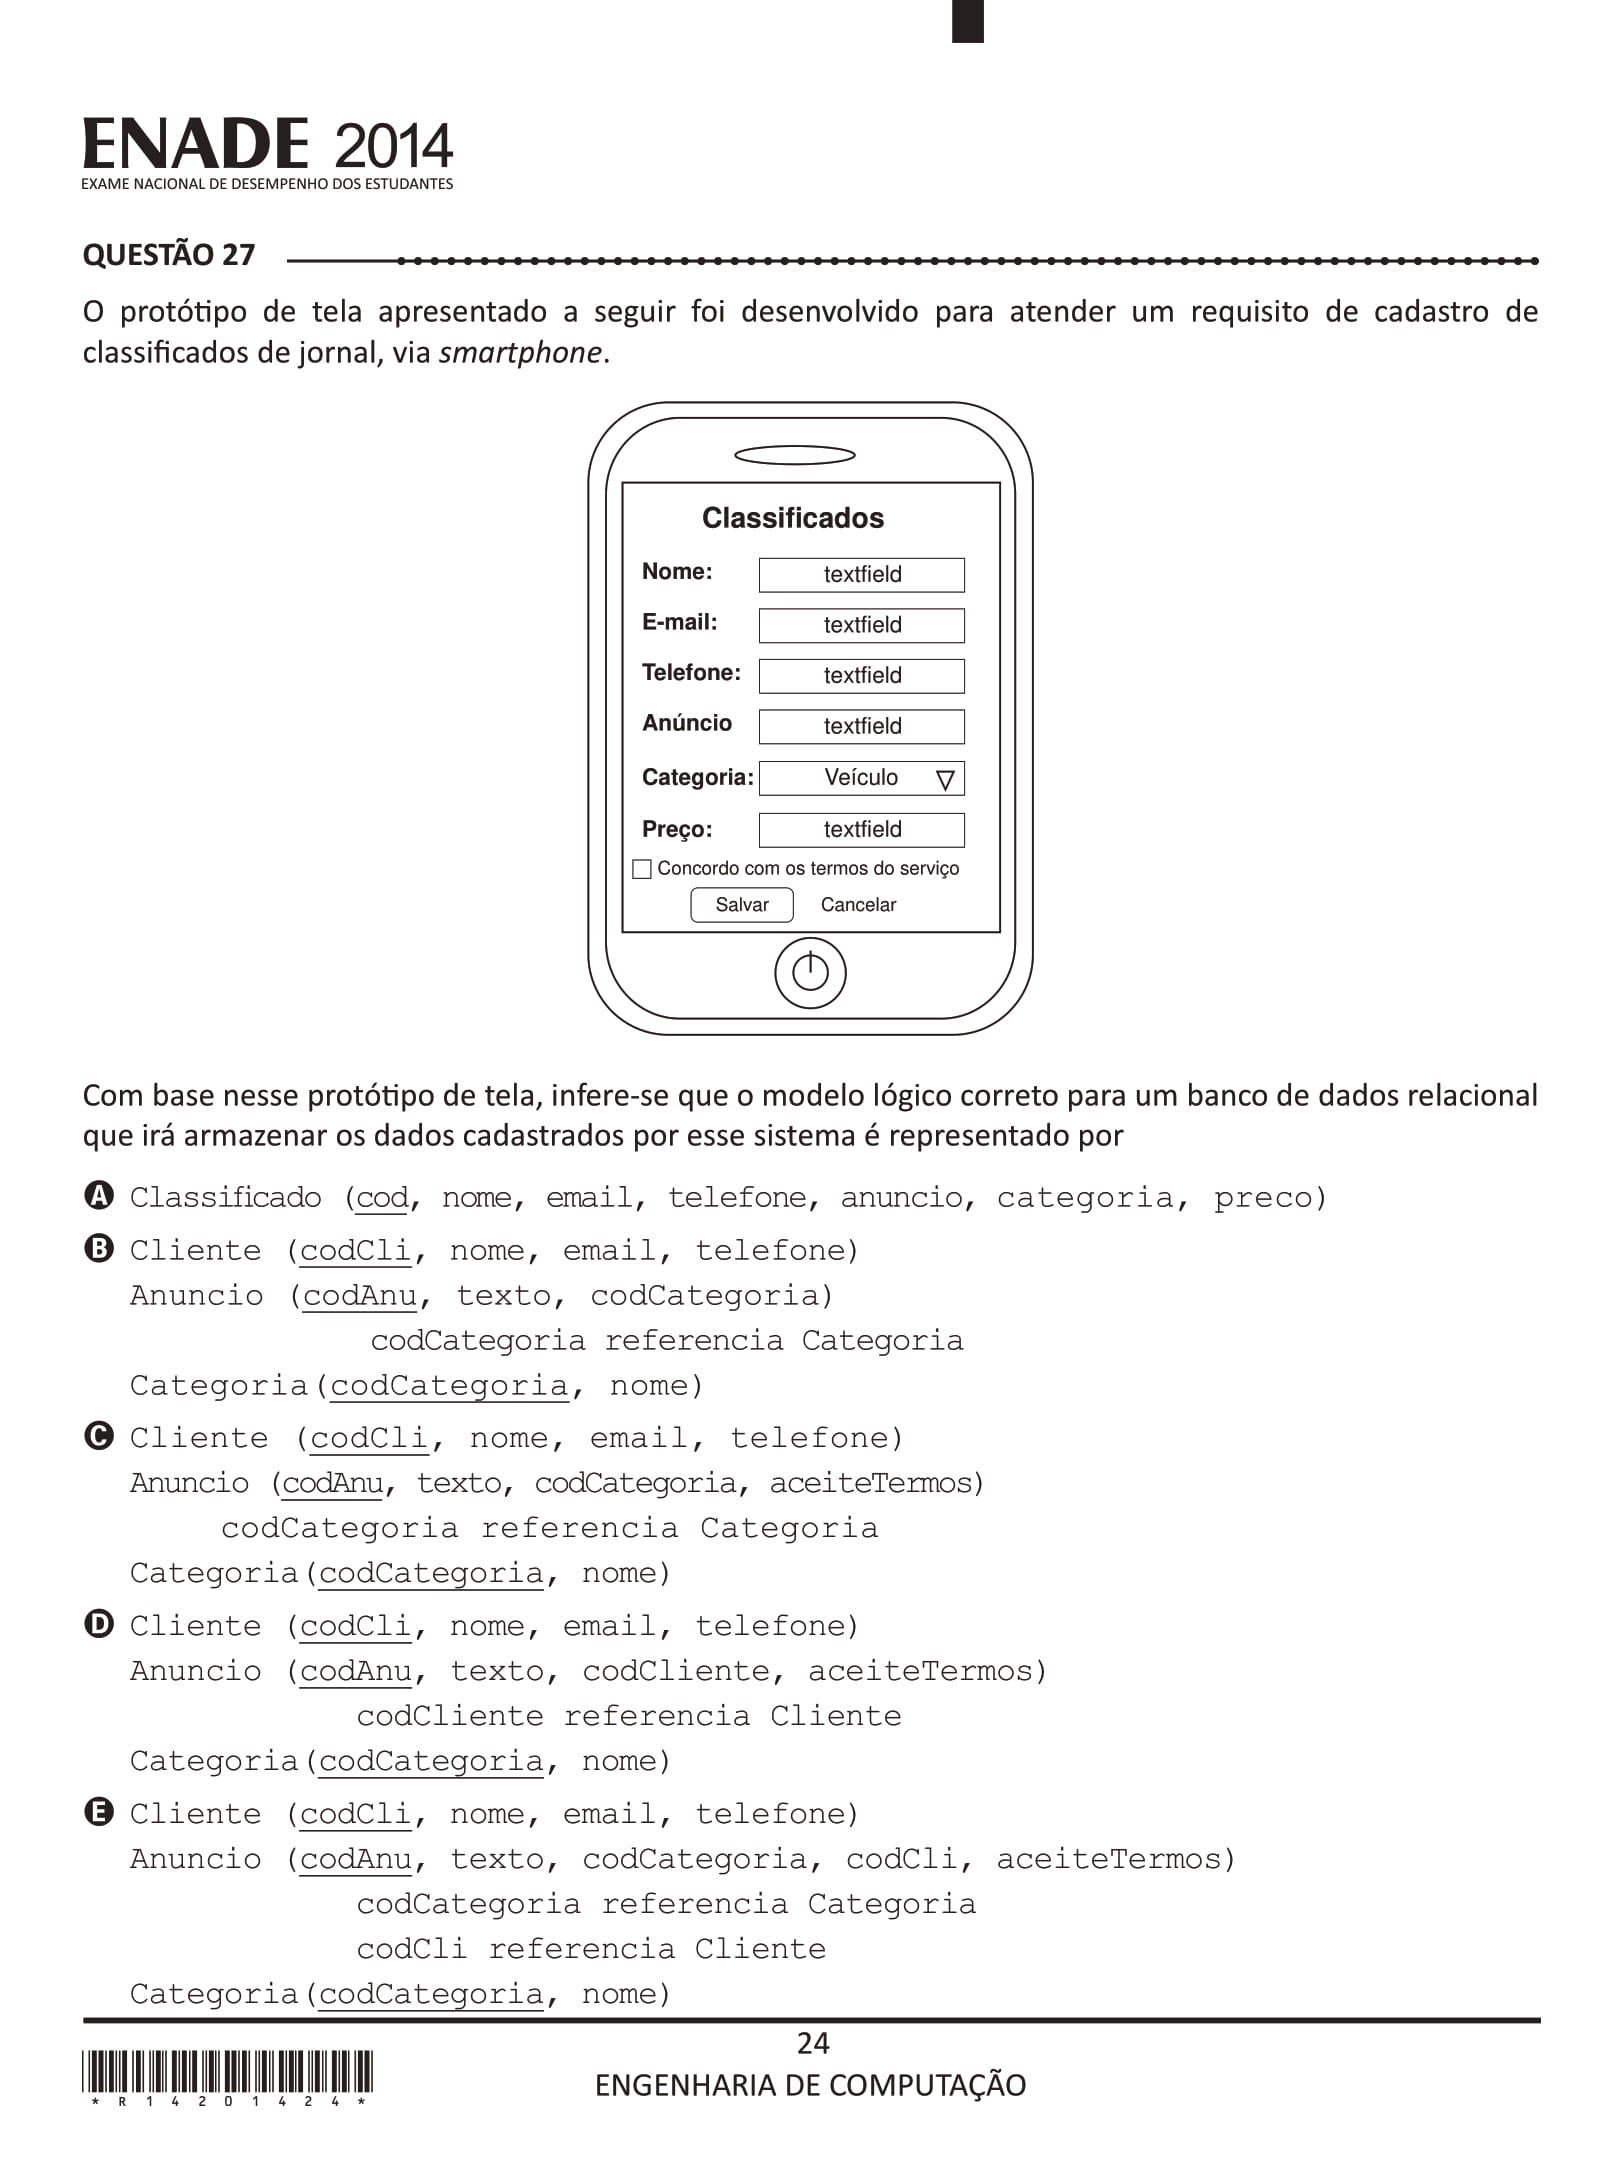 ENADE 2014
EXAME NACIONAL DE DESEMPENHO DOS ESTUDANTES
QUESTÃO 27
O protótipo de tela apresentado a seguir foi desenvolvido para atender um requisito de cadastro de
classificados de jornal, via smartphone.
Classificados
Nome: textfield
E-mail: textfield
Telefone: textfield
Anúncio textfield
Categoria: Veículo
Preço: textfield
Concordo com os termos do serviço
Salvar Cancelar
Com base nesse protótipo de tela, infere-se que o modelo lógico correto para um banco de dados relacional
que irá armazenar os dados cadastrados por esse sistema é representado por
A Classificado (cod, nome, email, telefone, anuncio, categoria, preco)
B Cliente (codCli, nome, email, telefone)
Anuncio (codAnu, texto, codCategoria)
codCategoria referencia Categoria
Categoria(codCategoria, nome)
C Cliente (codCli, nome, email, telefone)
Anuncio (codAnu, texto, codCategoria, aceiteTermos)
codCategoria referencia Categoria
Categoria(codCategoria, nome)
D Cliente (codCli, nome, email, telefone)
Anuncio (codAnu, texto, codCliente, aceiteTermos)
codCliente referencia Cliente
Categoria(codCategoria, nome)
E Cliente (codCli, nome, email, telefone)
Anuncio (codAnu, texto, codCategoria, codCli, aceiteTermos)
codCategoria referencia Categoria
codCli referencia Cliente
Categoria(codCategoria, nome)
24
ENGENHARIA DE COMPUTAÇÃO
* R 1 4 2 0 1 4 2 4 *